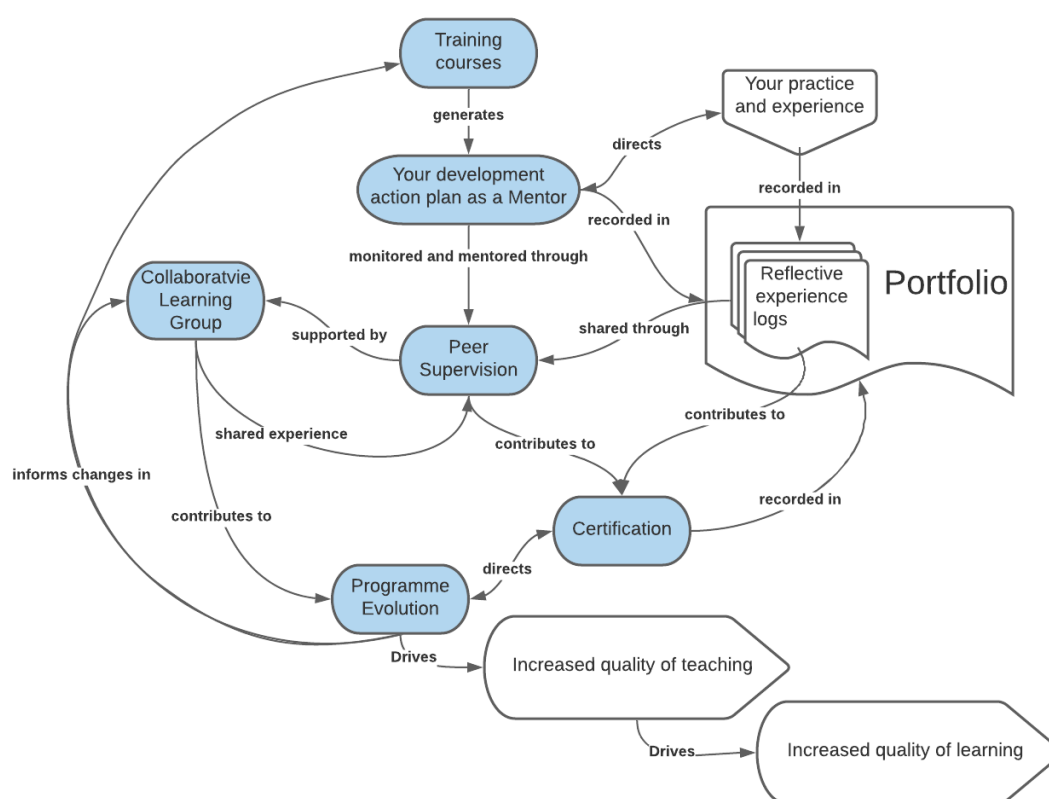 Training
courses
Your practice
and experience
generates
directs
Your development
action plan as a Mentor
recorded in
recorded in
monitored and mentored through
Collaboratvie
Learning
Group
Reflective
experience
logs
Portfolio
supported by
shared through
Peer
Supervision
contributes to
shared experience
contributes to
informs changes in
recorded in
contributes to
Certification
directs
Programme
Evolution
Drives
Increased quality of teaching
Drives
Increased quality of learning